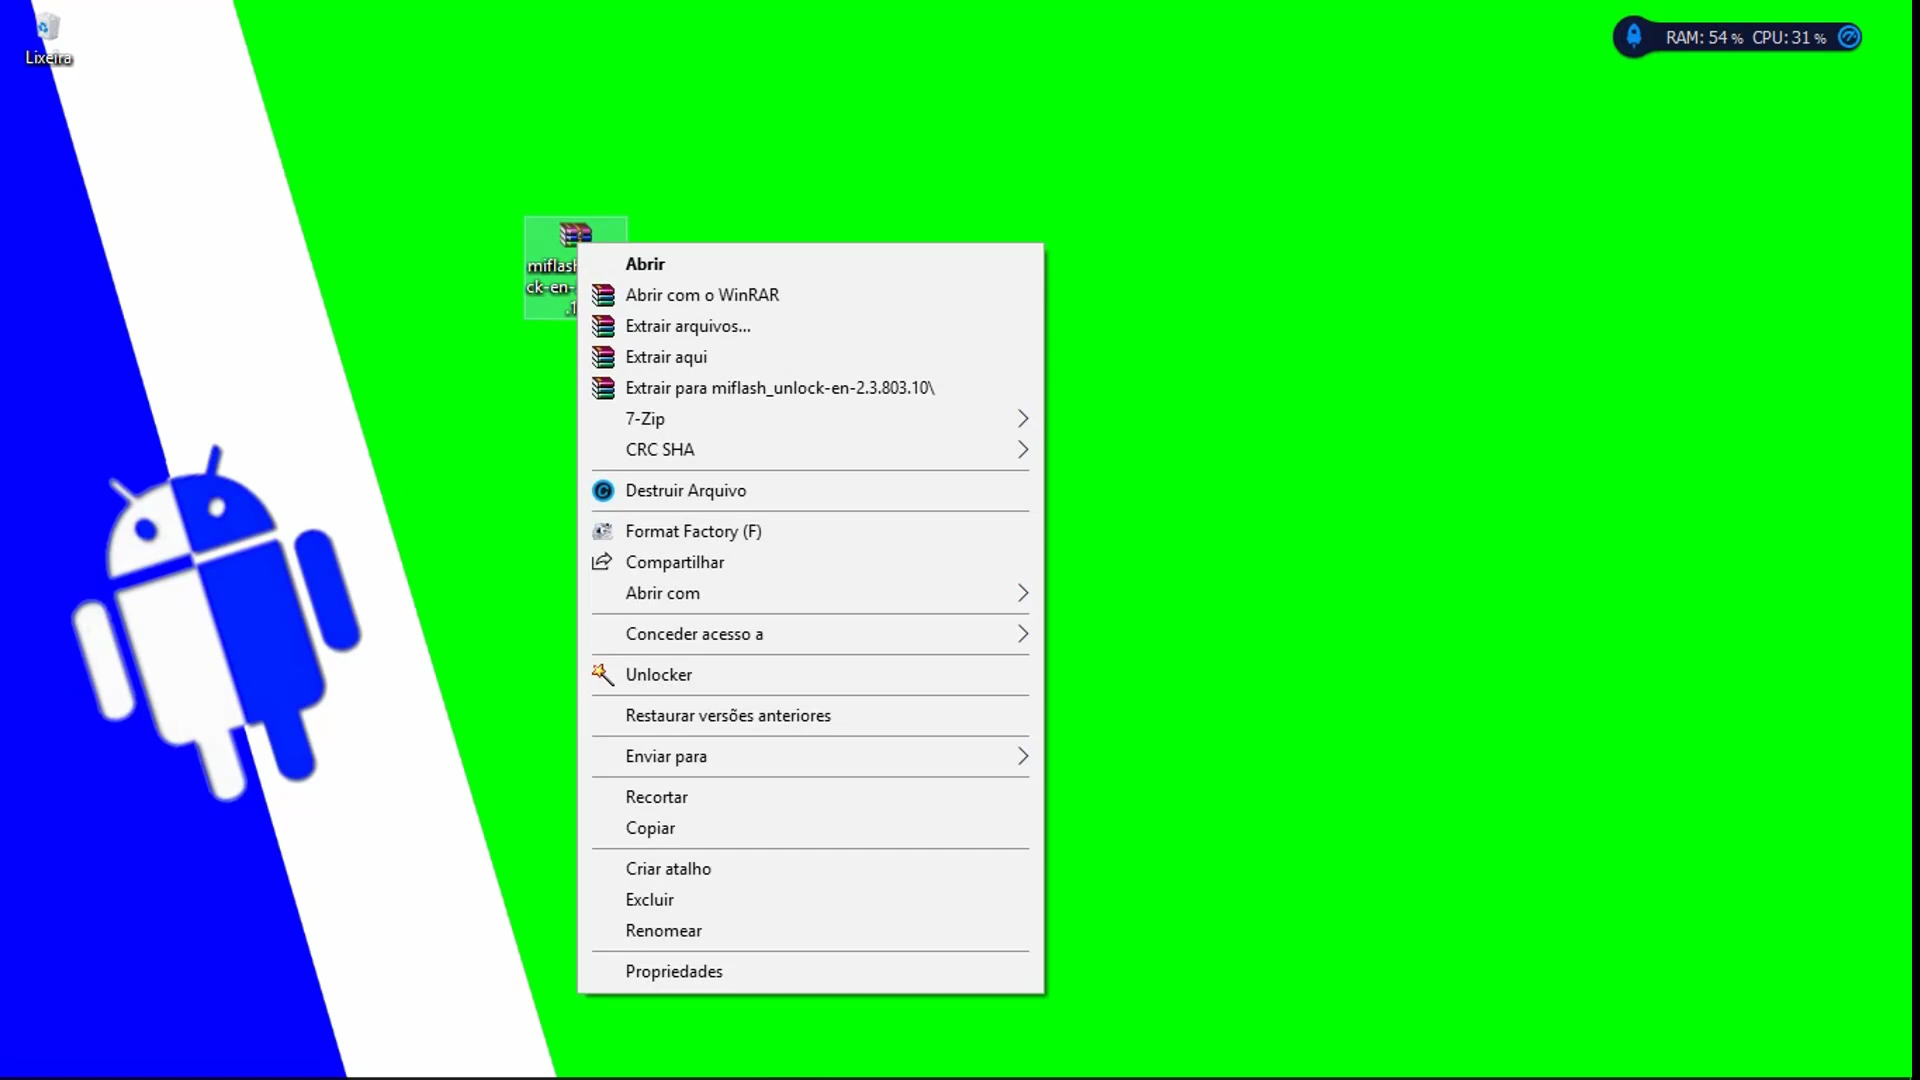 Lixeira
RAM: 54 % CPU: 31 %
miflash
ck-en-
.1
Abrir
Abrir com o WinRAR
Extrair arquivos...
Extrair aqui
Extrair para miflash_unlock-en-2.3.803.10\
7-Zip
CRC SHA
Destruir Arquivo
Format Factory (F)
Compartilhar
Abrir com
Conceder acesso a
Unlocker
Restaurar versões anteriores
Enviar para
Recortar
Copiar
Criar atalho
Excluir
Renomear
Propriedades